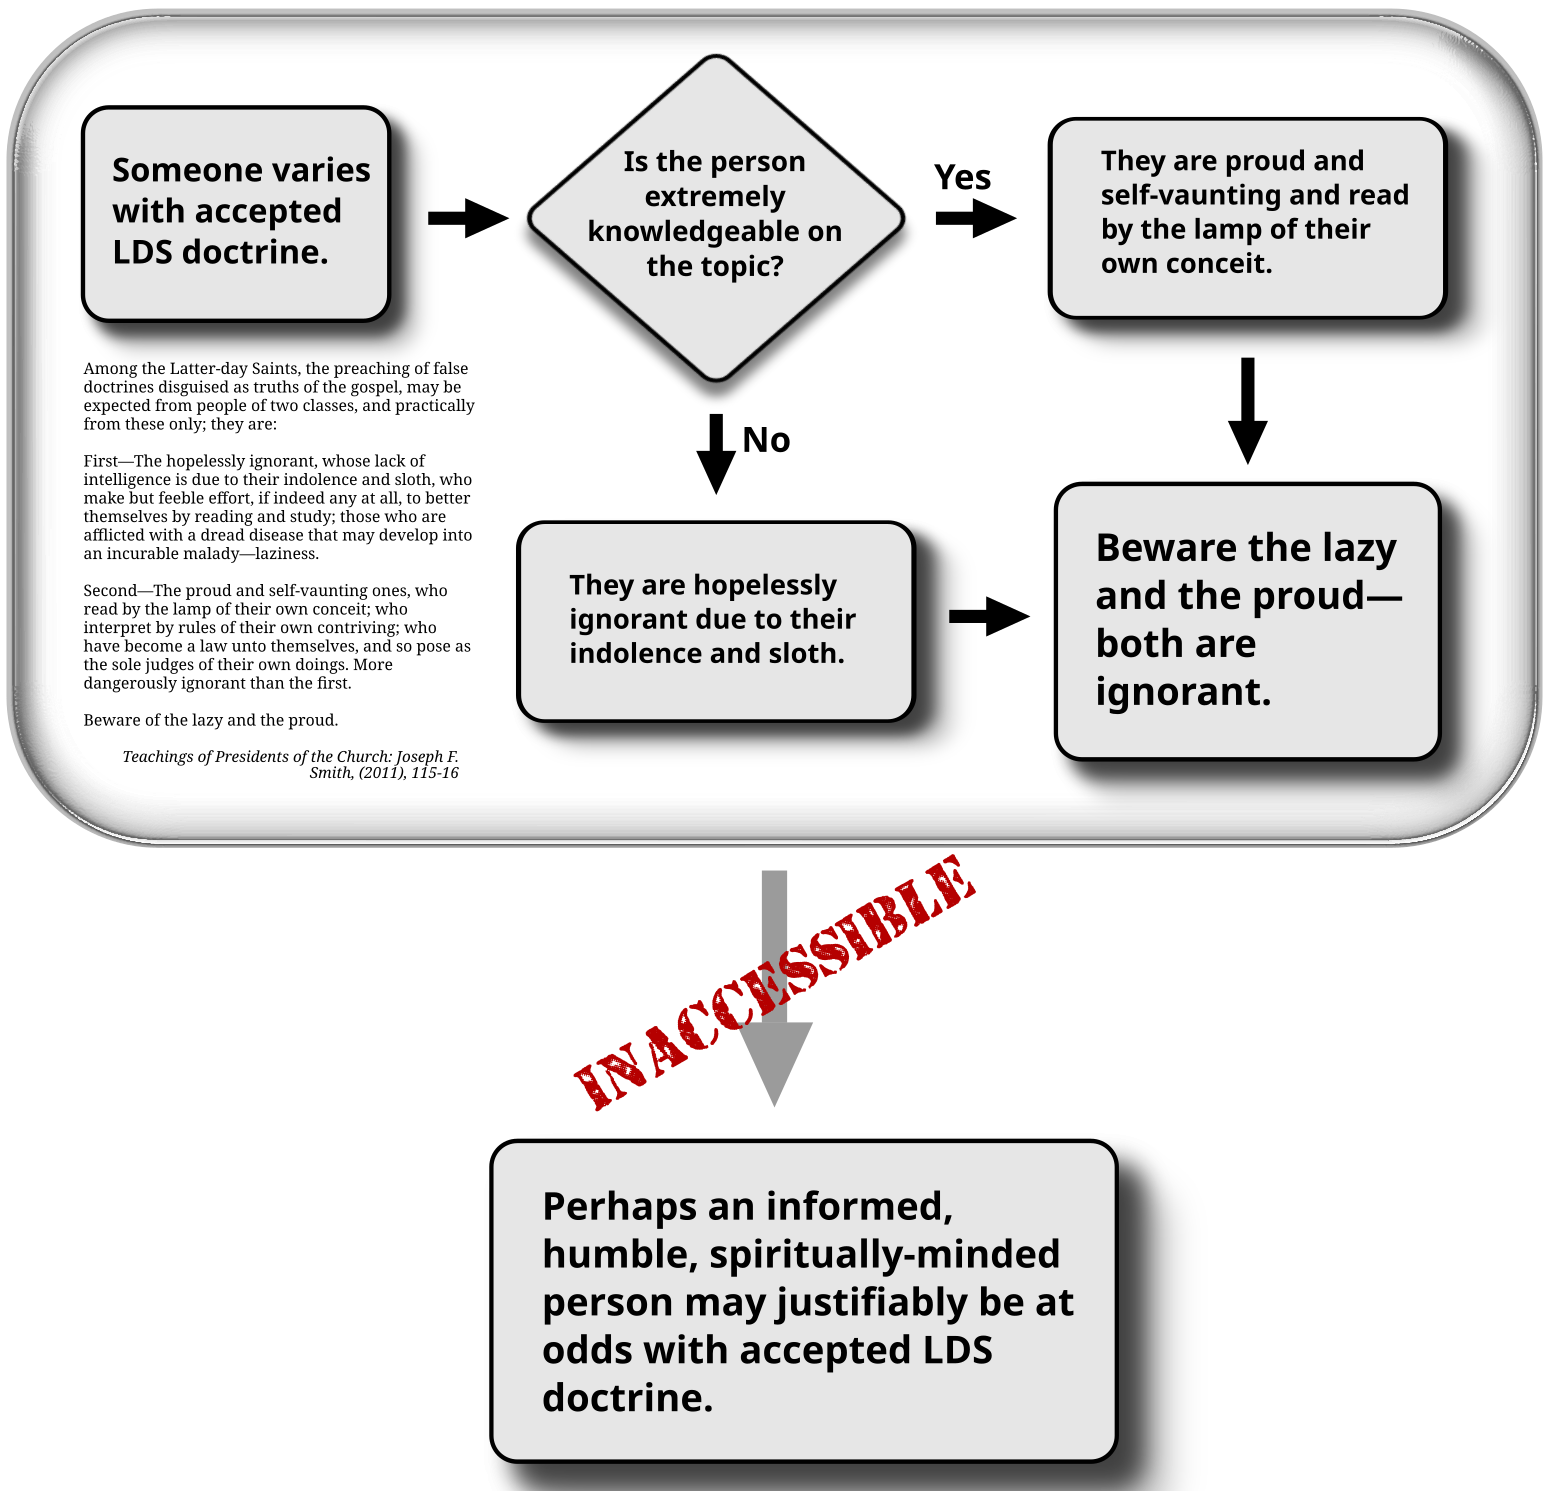 Someone varies
with accepted
LDS doctrine.
Is the person
extremely
knowledgeable on
the topic?
Yes
They are proud and
self-vaunting and read
by the lamp of their
own conceit.
Among the Latter-day Saints, the preaching of false
doctrines disguised as truths of the gospel, may be
expected from people of two classes, and practically
from these only; they are:
First—The hopelessly ignorant, whose lack of
intelligence is due to their indolence and sloth, who
make but feeble effort, if indeed any at all, to better
themselves by reading and study; those who are
afflicted with a dread disease that may develop into
an incurable malady—laziness.
Second—The proud and self-vaunting ones, who
read by the lamp of their own conceit; who
interpret by rules of their own contriving; who
have become a law unto themselves, and so pose as
the sole judges of their own doings. More
dangerously ignorant than the first.
Beware of the lazy and the proud.
Teachings of Presidents of the Church: Joseph F.
Smith, (2011), 115-16
No
They are hopelessly
ignorant due to their
indolence and sloth.
Beware the lazy
and the proud—
both are
ignorant.
INACCESSIBLE
Perhaps an informed,
humble, spiritually-minded
person may justifiably be at
odds with accepted LDS
doctrine.